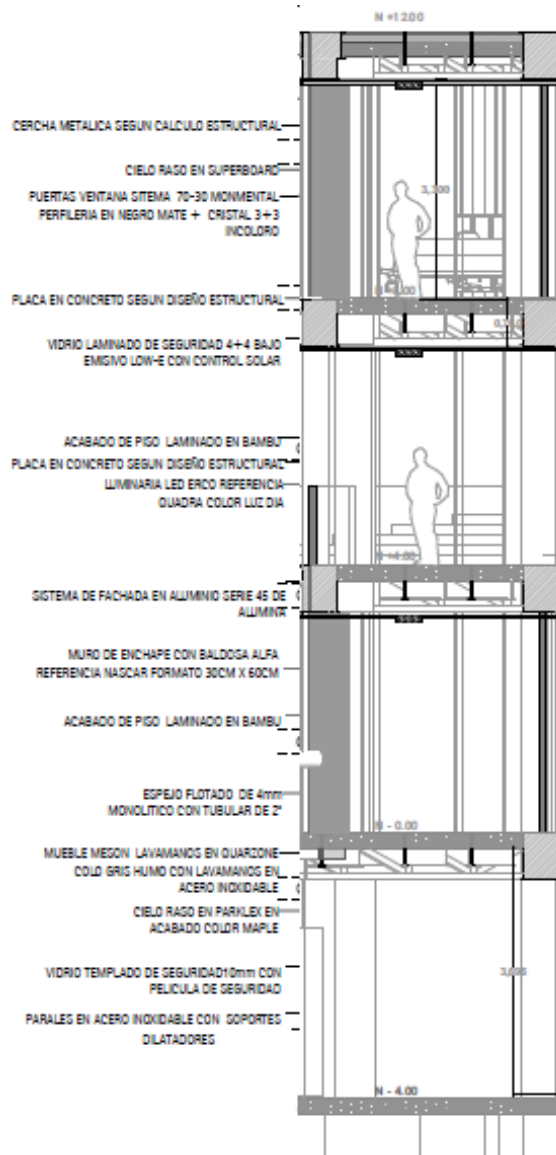 N +12.00
CERCHA METALICA SEGUN CALCULO ESTRUCTURAL
CIELO RASO EN SUPERBOARD
PUERTAS VENTANA SITEMA 70-30 MONMENTAL
PERFILERIA EN NEGRO MATE + CRISTAL 3+3
INCOLORO
3,300
PLACA EN CONCRETO SEGUN DISEÑO ESTRUCTURAL
VIDRIO LAMINADO DE SEGURIDAD 4+4 BAJO
EMISIVO LOW-E CON CONTROL SOLAR
ACABADO DE PISO LAMINADO EN BAMBU
PLACA EN CONCRETO SEGUN DISEÑO ESTRUCTURAL
LUMINARIA LED ERCO REFERENCIA
QUADRA COLOR LUZ DIA
N +4.00
SISTEMA DE FACHADA EN ALUMINIO SERIE 45 DE
ALUMINA
MURO DE ENCHAPE CON BALDOSA ALFA
REFERENCIA NASCAR FORMATO 30CM X 60CM
ACABADO DE PISO LAMINADO EN BAMBU
ESPEJO FLOTADO DE 4mm
MONOLITICO CON TUBULAR DE 2"
N - 0.00
MUEBLE MESON LAVAMANOS EN QUARZONE
COLO GRIS HUMO CON LAVAMANOS EN
ACERO INOXIDABLE
CIELO RASO EN PARKLEX EN
ACABADO COLOR MAPLE
VIDRIO TEMPLADO DE SEGURIDAD10mm CON
PELICULA DE SEGURIDAD
PARALES EN ACERO INOXIDABLE CON SOPORTES
DILATADORES
N - 4.00